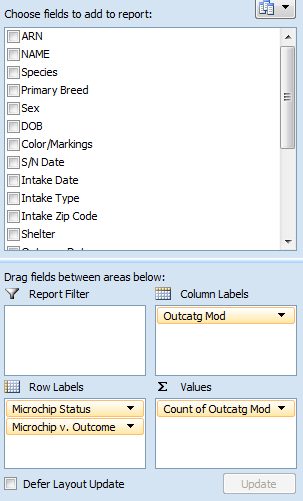 Choose fields to add to report:
ARN
NAME
Species
Primary Breed
Sex
DOB
Color/Markings
S/N Date
Intake Date
Intake Type
Intake Zip Code
Shelter
Drag fields between areas below:
Report Filter
Column Labels
Outcatg Mod
Row Labels
Σ Values
Microchip Status
Count of Outcatg Mod
Microchip v. Outcome
Defer Layout Update
Update